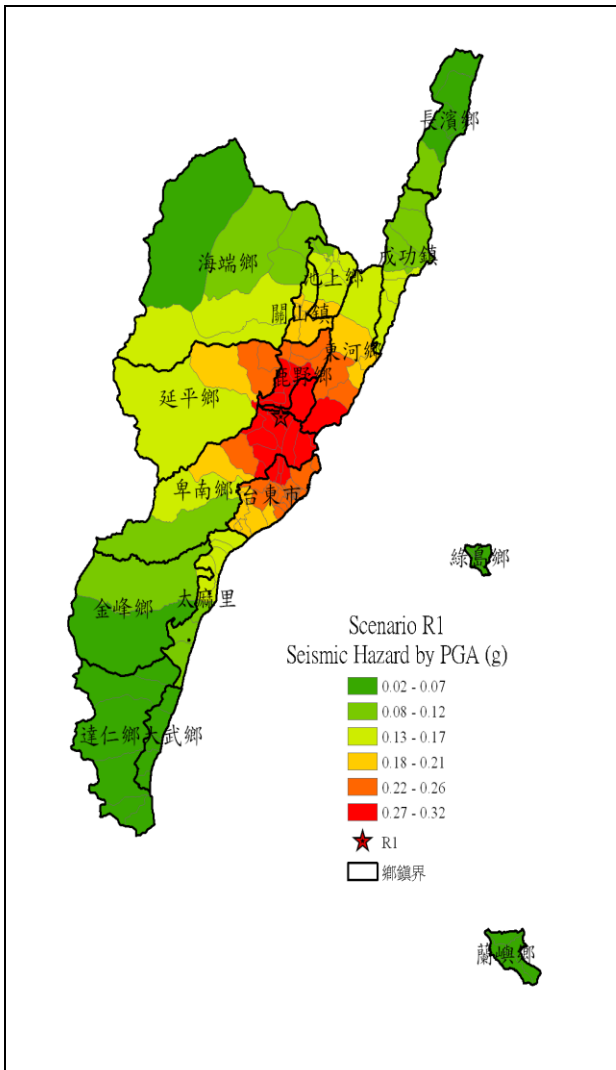 長濱鄉
成功鎮
海端鄉
池上鄉
關山鎮
東河鄉
鹿野鄉
延平鄉
卑南鄉
台東市
綠島鄉
太麻里
金峰鄉
達仁鄉大武鄉
蘭嶼鄉
Scenario R1
Seismic Hazard by PGA (g)
0.02 - 0.07
0.08 - 0.12
0.13 - 0.17
0.18 - 0.21
0.22 - 0.26
0.27 - 0.32
R1
鄉鎮界